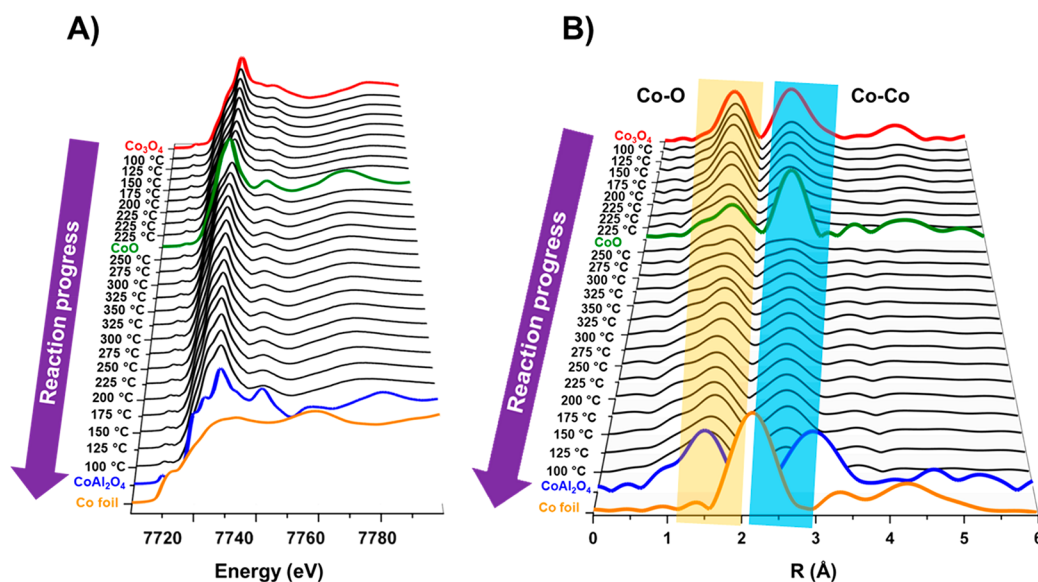 A)
Co₃O₄
100 °C
125 °C
150 °C
175 °C
200 °C
225 °C
225 °C
225 °C
CoO
250 °C
275 °C
300 °C
325 °C
350 °C
325 °C
300 °C
275 °C
250 °C
225 °C
200 °C
175 °C
150 °C
125 °C
100 °C
CoAl₂O₄
Co foil
Reaction progress
7720 7740 7760 7780
Energy (eV)
B)
Co-O
Co-Co
Co₃O₄
100 °C
125 °C
150 °C
175 °C
200 °C
225 °C
225 °C
225 °C
CoO
250 °C
275 °C
300 °C
325 °C
350 °C
325 °C
300 °C
275 °C
250 °C
225 °C
200 °C
175 °C
150 °C
125 °C
100 °C
CoAl₂O₄
Co foil
Reaction progress
0 1 2 3 4 5 6
R (Å)